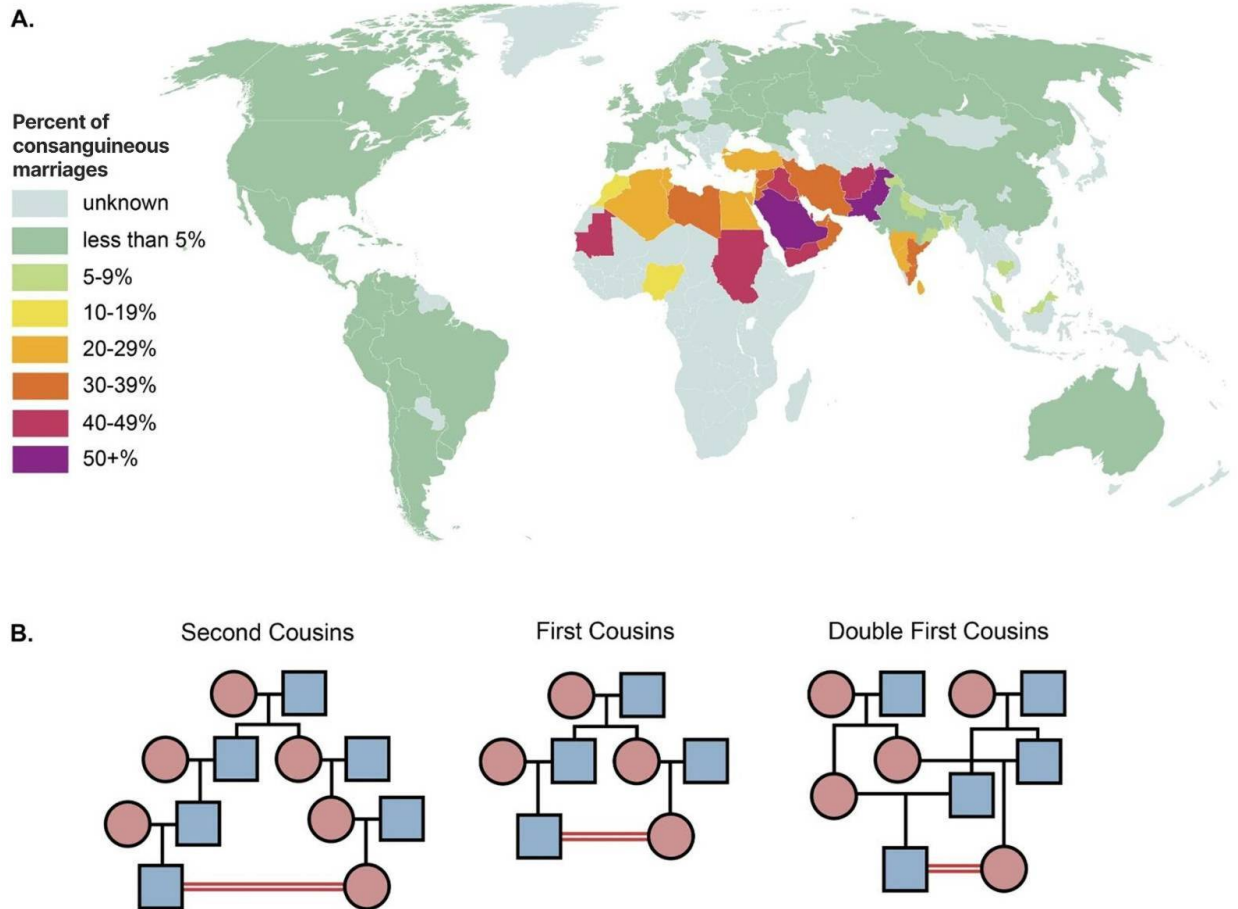 A.
Percent of
consanguineous
marriages
unknown
less than 5%
5-9%
10-19%
20-29%
30-39%
40-49%
50+%
B.
Second Cousins
First Cousins
Double First Cousins